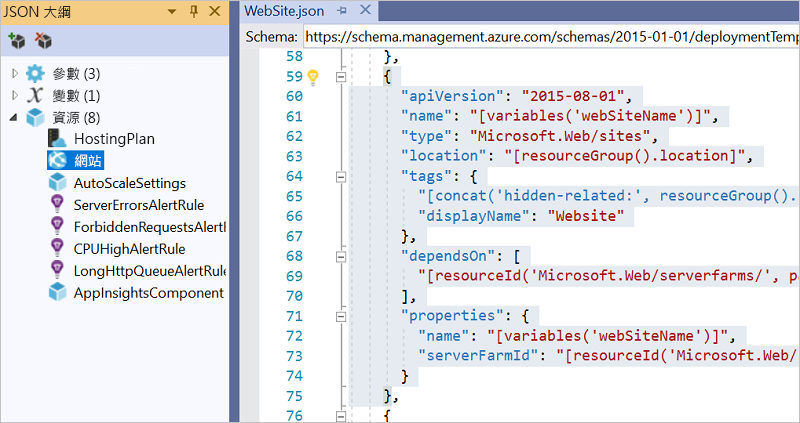 JSON 大綱
參數 (3)
變數 (1)
資源 (8)
HostingPlan
網站
AutoScaleSettings
ServerErrorsAlertRule
ForbiddenRequestsAlertI
CPUHighAlertRule
LongHttpQueueAlertRule
AppInsightsComponent
WebSite.json
Schema: https://schema.management.azure.com/schemas/2015-01-01/deploymentTemp
58 },
59 {
60 "apiVersion": "2015-08-01",
61 "name": "[variables('webSiteName')]",
62 "type": "Microsoft.Web/sites",
63 "location": "[resourceGroup().location]",
64 "tags": {
65 "[concat('hidden-related:', resourceGroup().
66 "displayName": "Website"
67 },
68 "dependsOn": [
69 "[resourceId('Microsoft.Web/serverfarms/', p
70 ],
71 "properties": {
72 "name": "[variables('webSiteName')]",
73 "serverFarmId": "[resourceId('Microsoft.Web/
74 }
75 },
76 {